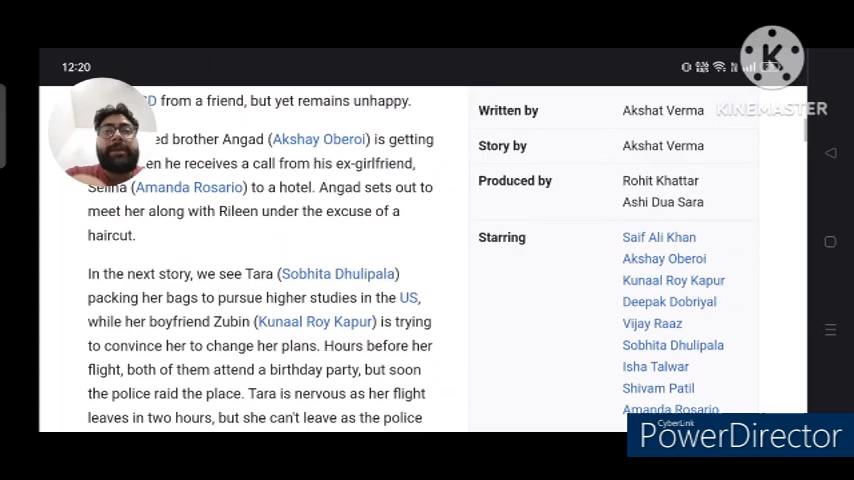 12:20
K
KINEMASTER
D from a friend, but yet remains unhappy.
ed brother Angad (Akshay Oberoi) is getting
en he receives a call from his ex-girlfriend,
Selina (Amanda Rosario) to a hotel. Angad sets out to
meet her along with Rileen under the excuse of a
haircut.
In the next story, we see Tara (Sobhita Dhulipala)
packing her bags to pursue higher studies in the US,
while her boyfriend Zubin (Kunaal Roy Kapur) is trying
to convince her to change her plans. Hours before her
flight, both of them attend a birthday party, but soon
the police raid the place. Tara is nervous as her flight
leaves in two hours, but she can't leave as the police
Written by Akshat Verma
Story by Akshat Verma
Produced by Rohit Khattar
Ashi Dua Sara
Starring Saif Ali Khan
Akshay Oberoi
Kunaal Roy Kapur
Deepak Dobriyal
Vijay Raaz
Sobhita Dhulipala
Isha Talwar
Shivam Patil
Amanda Rosario
CyberLink
PowerDirector